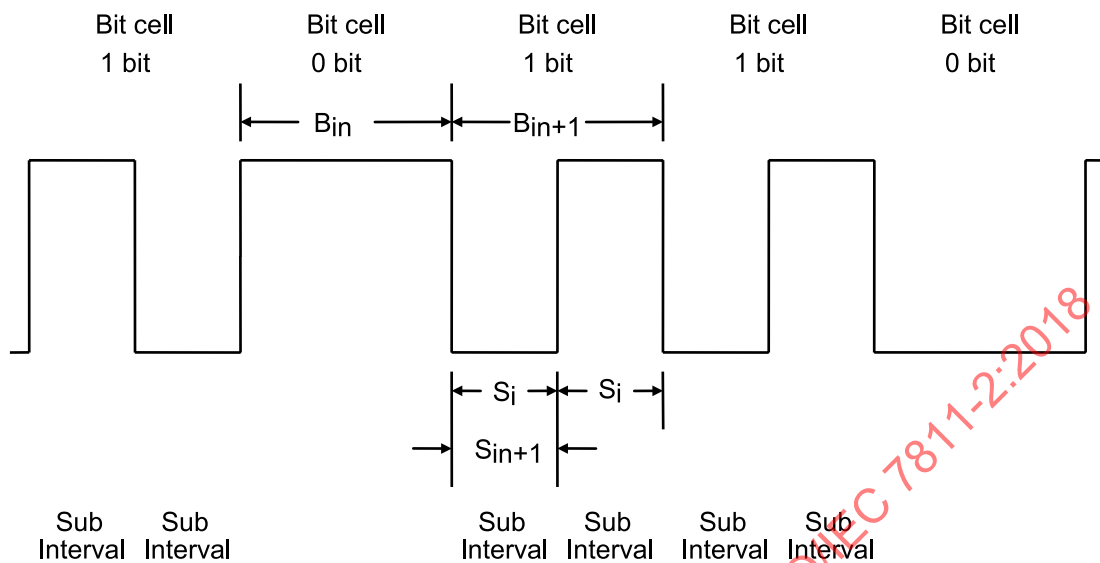 Bit cell Bit cell Bit cell Bit cell Bit cell
1 bit 0 bit 1 bit 1 bit 0 bit
Bin Bin+1
Si Si
Sin+1
Sub Sub Sub Sub Sub Sub
Interval Interval Interval Interval Interval Interval
O/IEC 7811-2:2018